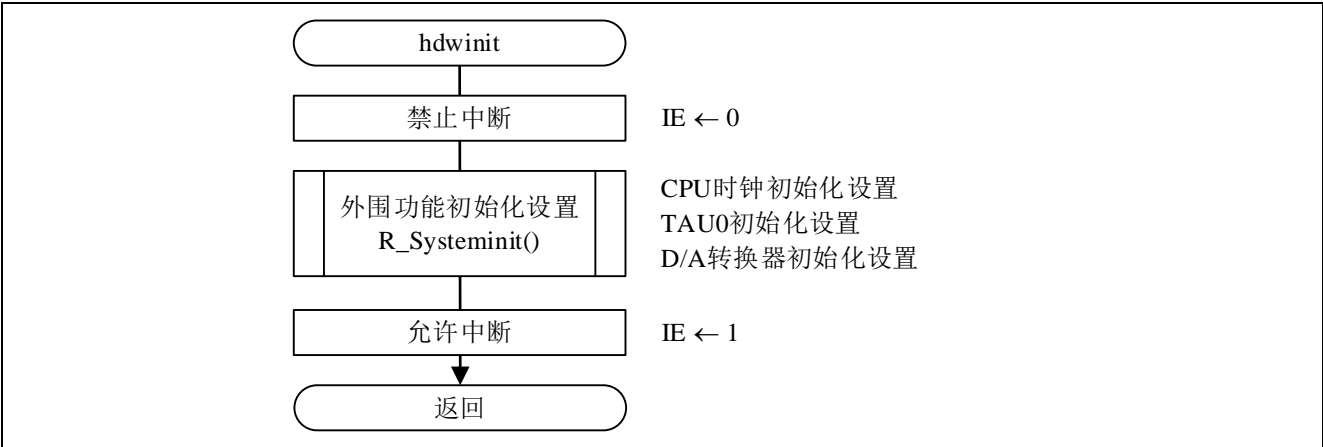 hdwinit
禁止中断
IE ← 0
外围功能初始化设置
R_Systeminit()
CPU时钟初始化设置
TAU0初始化设置
D/A转换器初始化设置
允许中断
IE ← 1
返回